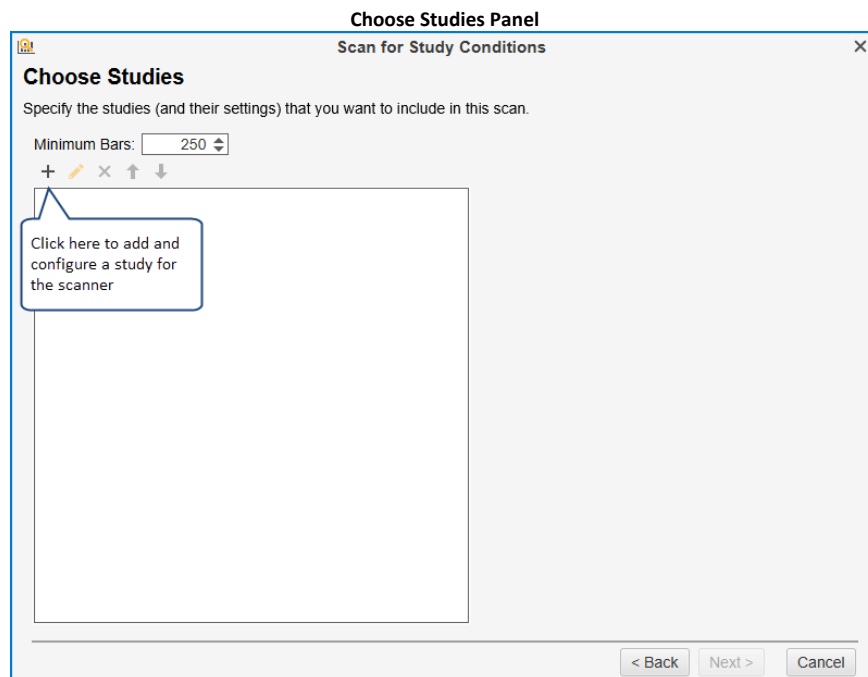 Choose Studies Panel
Scan for Study Conditions
Choose Studies
Specify the studies (and their settings) that you want to include in this scan.
Minimum Bars: 250
Click here to add and
configure a study for
the scanner
< Back Next > Cancel